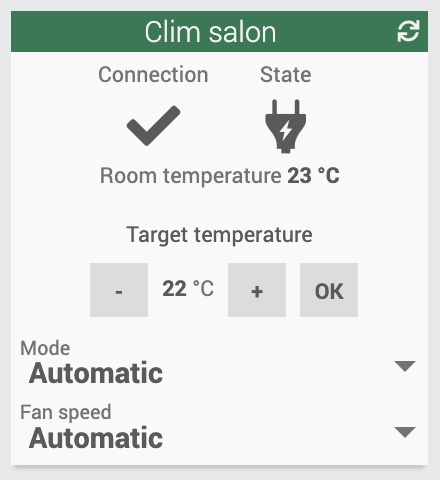 Clim salon
Connection State
Room temperature 23 °C
Target temperature
- 22 °C + OK
Mode
Automatic
Fan speed
Automatic